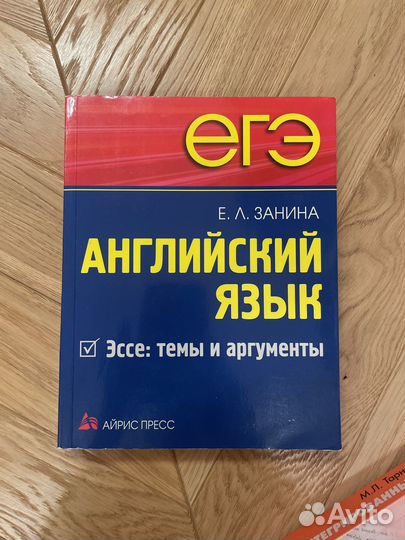 егэ
Е. Л. ЗАНИНА
АНГЛИЙСКИЙ
ЯЗЫК
Эссе: темы и аргументы
АЙРИС ПРЕСС
М.Л.
Avito